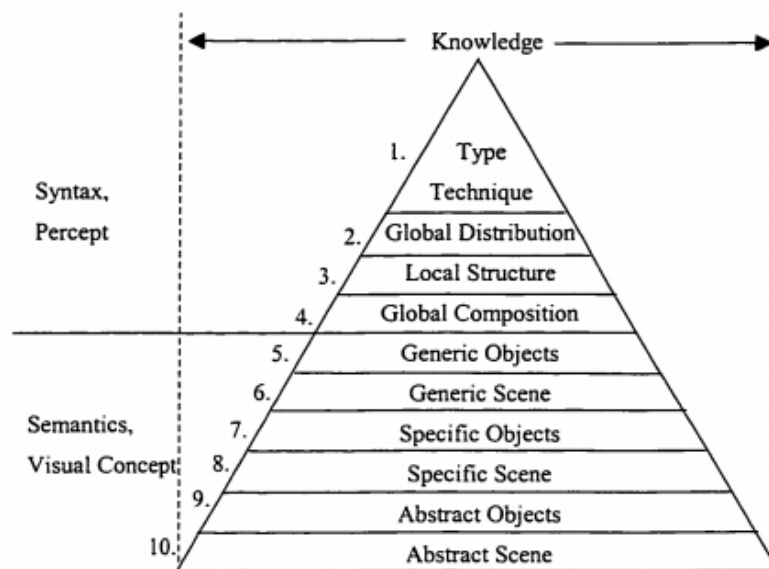 Knowledge
1. Type
Technique
2. Global Distribution
3. Local Structure
4. Global Composition
5. Generic Objects
6. Generic Scene
7. Specific Objects
8. Specific Scene
9. Abstract Objects
10. Abstract Scene
Syntax,
Percept
Semantics,
Visual Concept